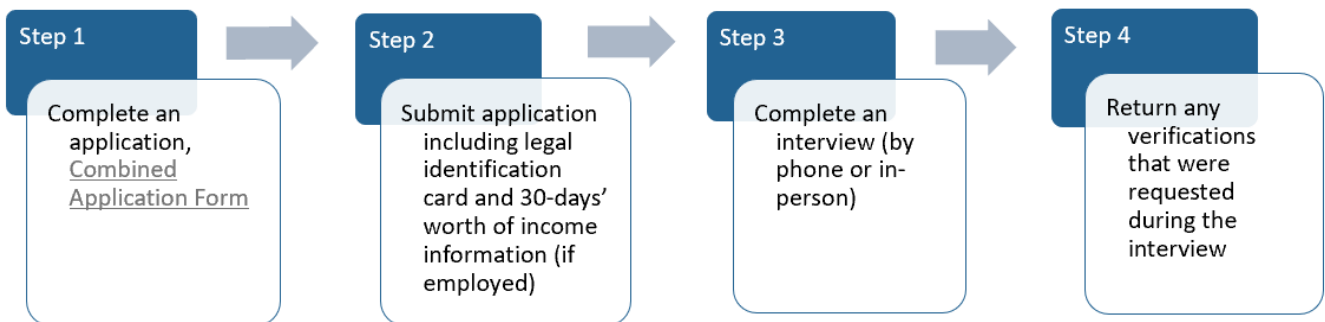 Step 1
Complete an
application,
Combined
Application Form
Step 2
Submit application
including legal
identification
card and 30-days’
worth of income
information (if
employed)
Step 3
Complete an
interview (by
phone or in-
person)
Step 4
Return any
verifications
that were
requested
during the
interview